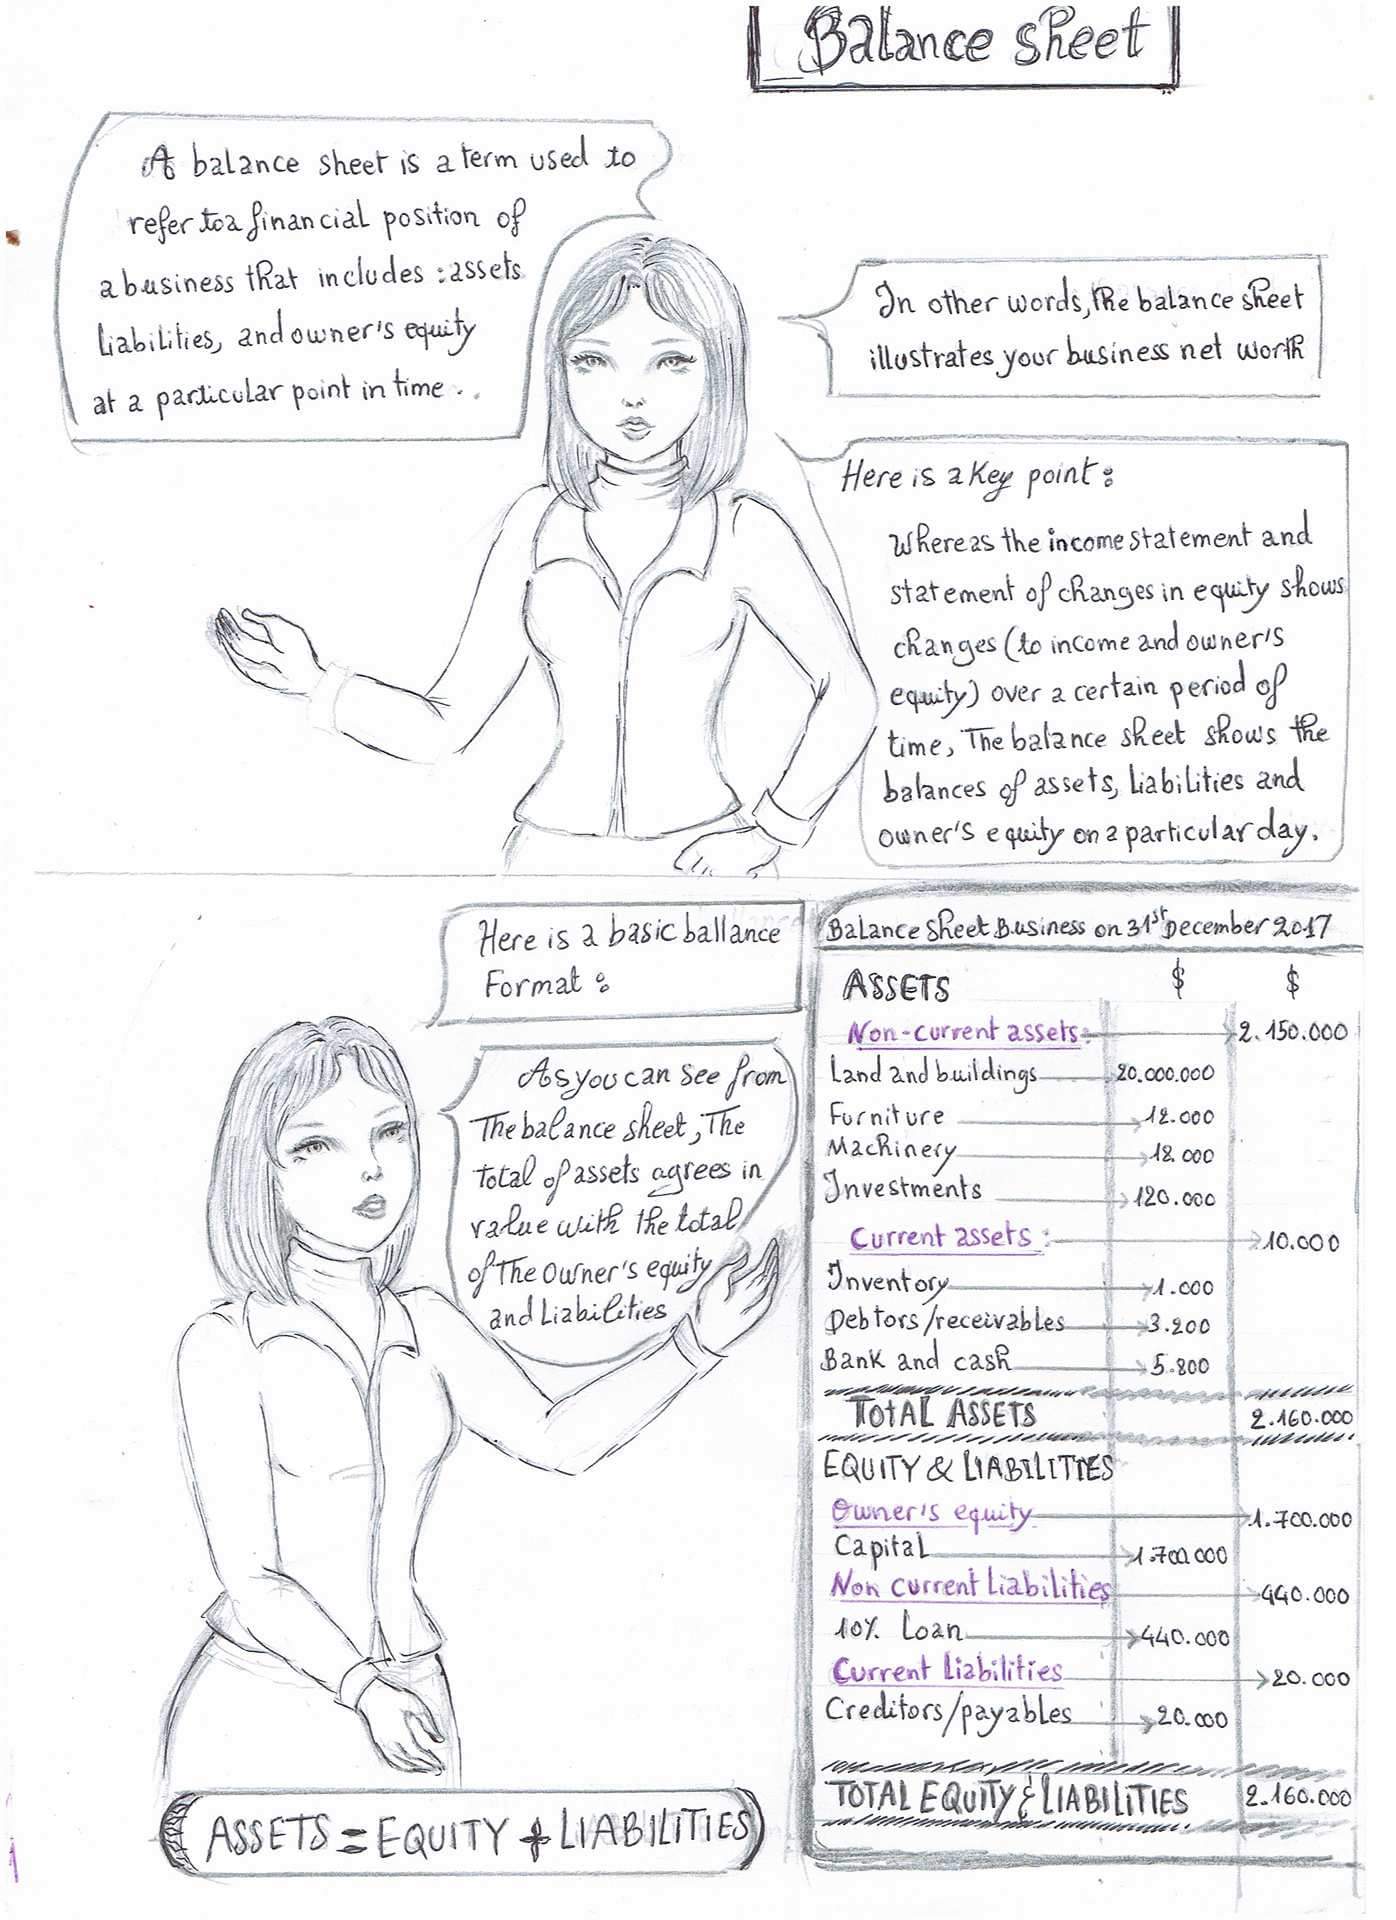 Balance sheet
A balance sheet is a term used to
refer to a financial position of
a business that includes : assets
liabilities, and owner's equity
at a particular point in time .
In other words, the balance sheet
illustrates your business net worth
Here is a Key point :
Whereas the income statement and
statement of changes in equity shows
changes (to income and owner's
equity) over a certain period of
time, The balance sheet shows the
balances of assets, liabilities and
owner's equity on a particular day.
Here is a basic ballance
Format :
As you can see from
The balance sheet, The
total of assets agrees in
value with the total
of The owner's equity
and Liabilities
ASSETS = EQUITY + LIABILITIES
Balance Sheet Business on 31st December 2017
ASSETS $ $
Non-current assets: 2.150.000
Land and buildings 20.000.000
Furniture 12.000
Machinery 18.000
Investments 120.000
Current assets : 10.000
Inventory 1.000
Debtors/receivables 3.200
Bank and cash 5.800
TOTAL ASSETS 2.160.000
EQUITY & LIABILITIES
Owner's equity 1.700.000
Capital 1.700.000
Non current liabilities 440.000
10% Loan 440.000
Current liabilities 20.000
Creditors/payables 20.000
TOTAL EQUITY & LIABILITIES 2.160.000